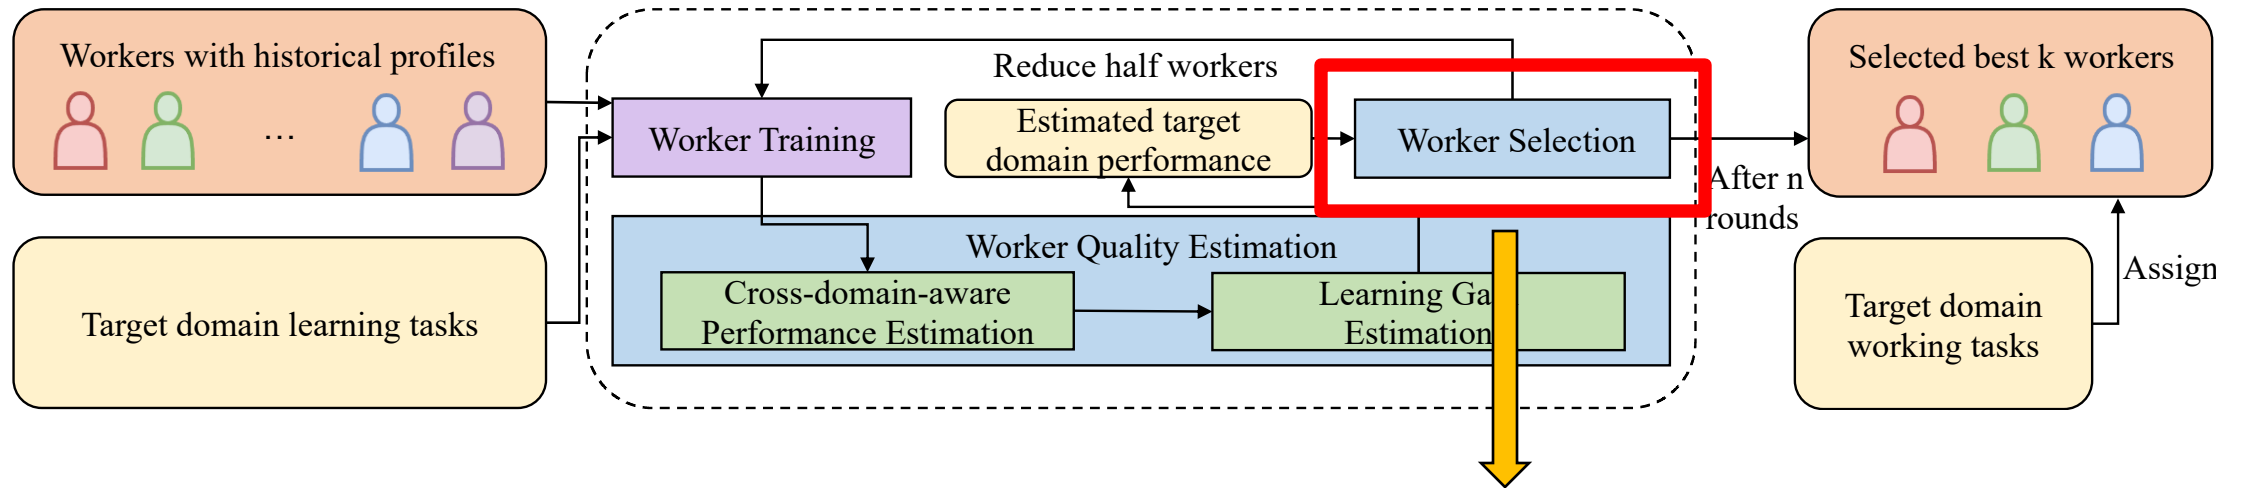 Workers with historical profiles
...
Target domain learning tasks
Reduce half workers
Worker Training
Estimated target
domain performance
Worker Selection
Worker Quality Estimation
Cross-domain-aware
Performance Estimation
Learning Ga
Estimation
After n
rounds
Selected best k workers
Target domain
working tasks
Assign